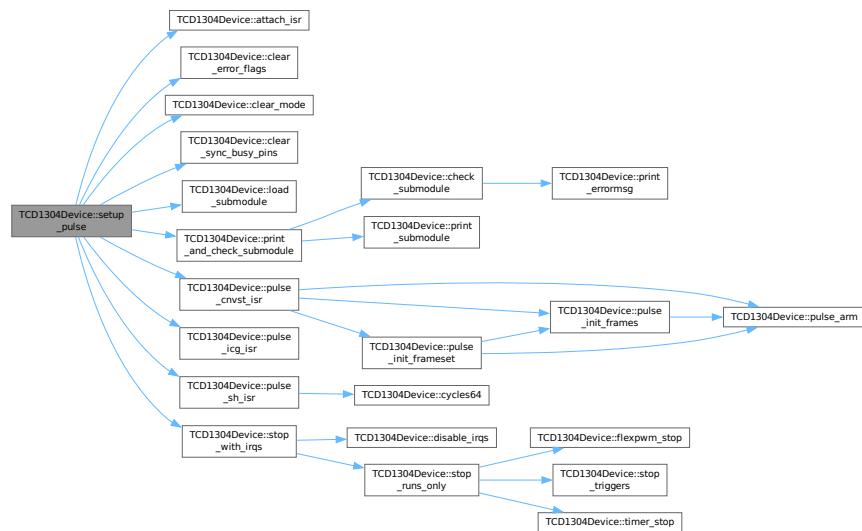 TCD1304Device::attach_isr
TCD1304Device::clear
_error_flags
TCD1304Device::clear_mode
TCD1304Device::clear
_sync_busy_pins
TCD1304Device::load
_submodule
TCD1304Device::check
_submodule
TCD1304Device::print
_errormsg
TCD1304Device::setup
_pulse
TCD1304Device::print
_and_check_submodule
TCD1304Device::print
_submodule
TCD1304Device::pulse
_cnvst_isr
TCD1304Device::pulse
_init_frames
TCD1304Device::pulse_arm
TCD1304Device::pulse
_icg_isr
TCD1304Device::pulse
_init_frameset
TCD1304Device::pulse
_sh_isr
TCD1304Device::cycles64
TCD1304Device::stop
_with_irqs
TCD1304Device::disable_irqs
TCD1304Device::flexpwm_stop
TCD1304Device::stop
_runs_only
TCD1304Device::stop
_triggers
TCD1304Device::timer_stop